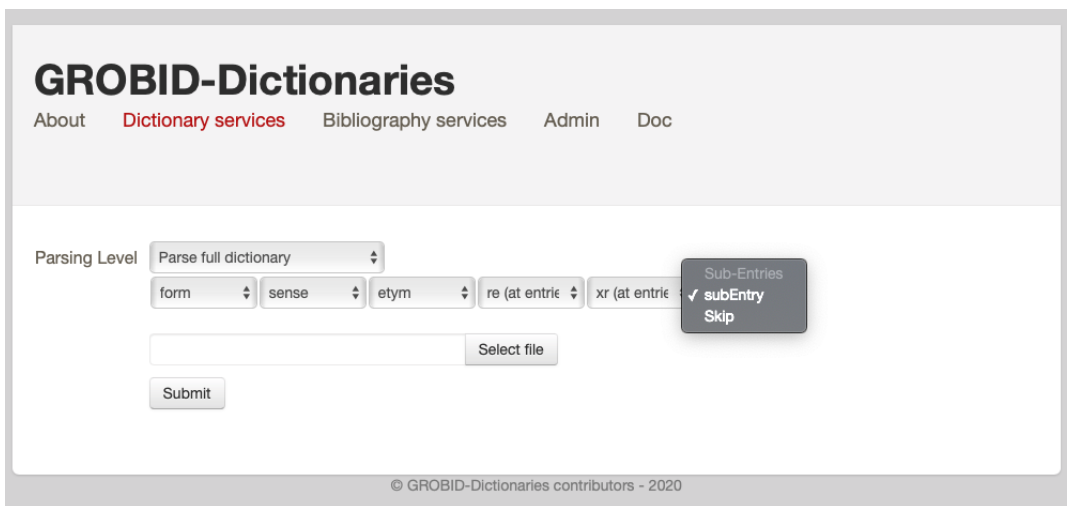 GROBID-Dictionaries
About Dictionary services Bibliography services Admin Doc
Parsing Level Parse full dictionary
Sub-Entries
form sense etym re (at entrie xr (at entrie ✓ subEntry
Skip
Select file
Submit
© GROBID-Dictionaries contributors - 2020